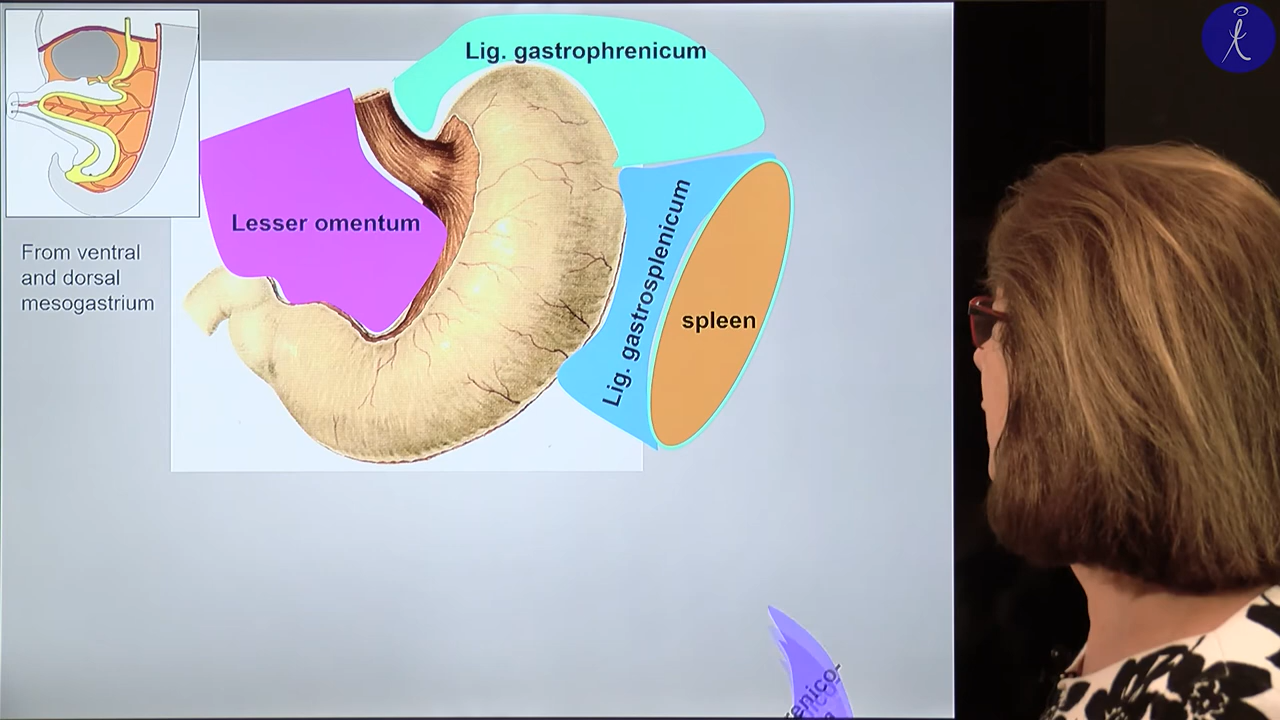 Lig. gastrophrenicum
Lesser omentum
Lig. gastrosplenicum
spleen
From ventral
and dorsal
mesogastrium